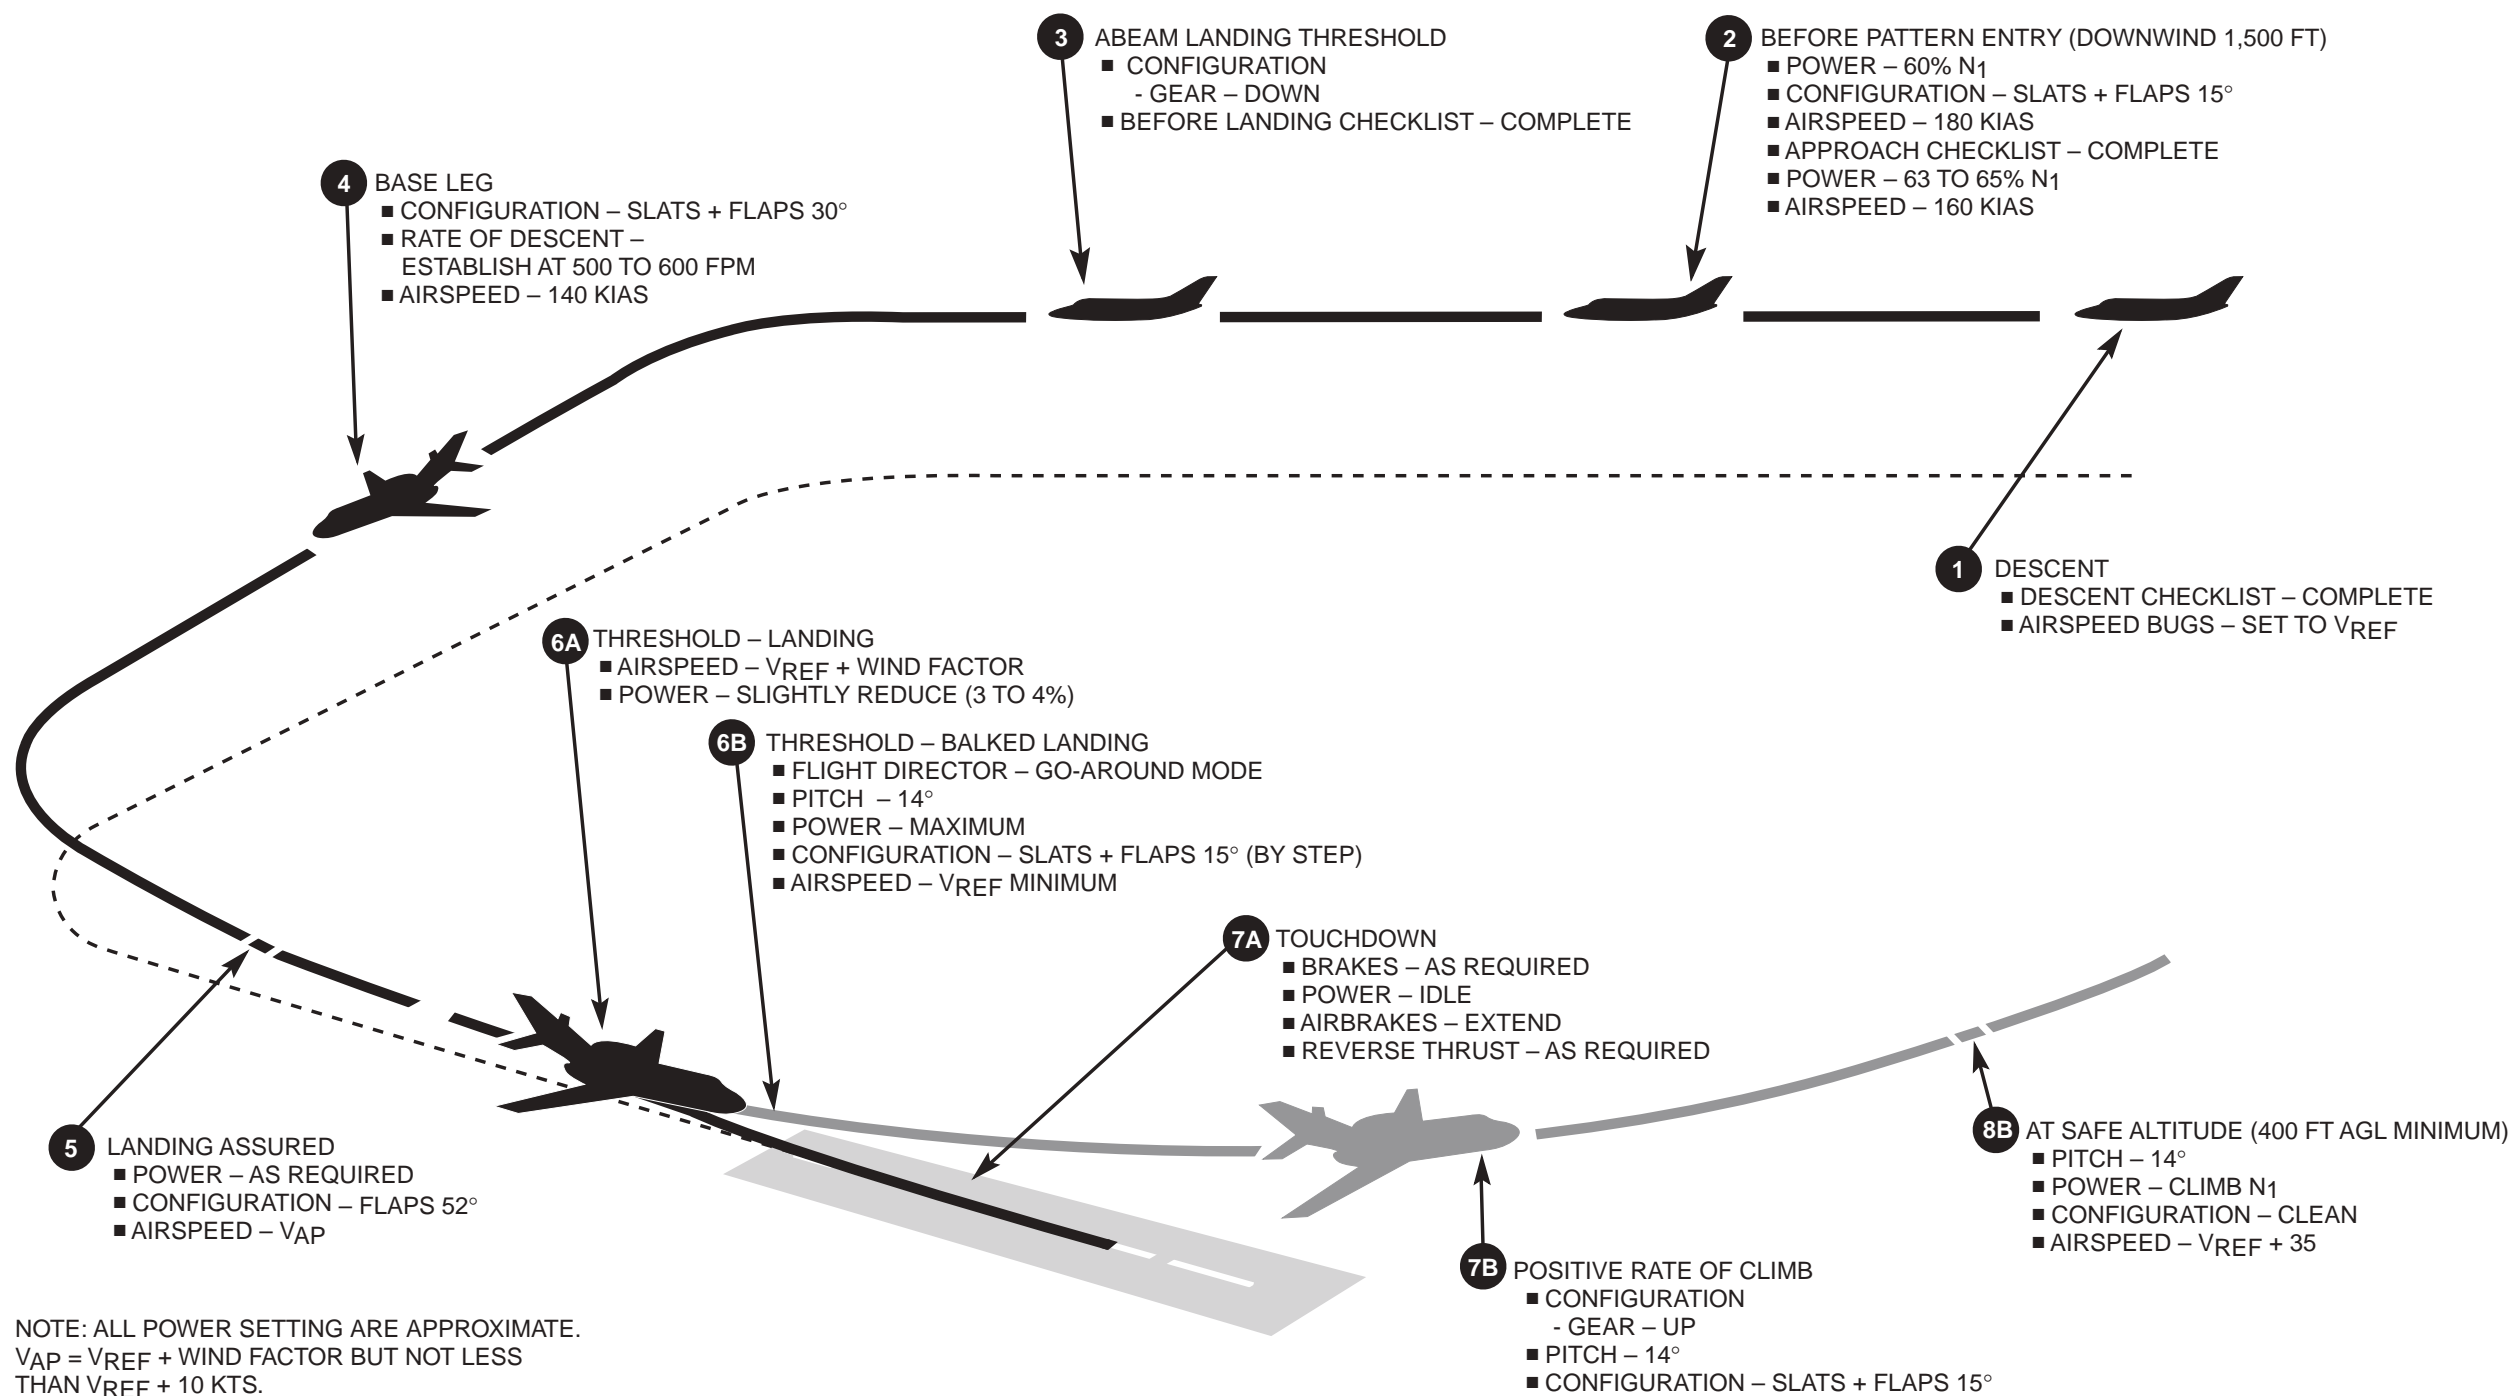 3 ABEAM LANDING THRESHOLD
■ CONFIGURATION
- GEAR – DOWN
■ BEFORE LANDING CHECKLIST – COMPLETE
2 BEFORE PATTERN ENTRY (DOWNWIND 1,500 FT)
■ POWER – 60% N1
■ CONFIGURATION – SLATS + FLAPS 15°
■ AIRSPEED – 180 KIAS
■ APPROACH CHECKLIST – COMPLETE
■ POWER – 63 TO 65% N1
■ AIRSPEED – 160 KIAS
4 BASE LEG
■ CONFIGURATION – SLATS + FLAPS 30°
■ RATE OF DESCENT –
ESTABLISH AT 500 TO 600 FPM
■ AIRSPEED – 140 KIAS
1 DESCENT
■ DESCENT CHECKLIST – COMPLETE
■ AIRSPEED BUGS – SET TO VREF
6A THRESHOLD – LANDING
■ AIRSPEED – VREF + WIND FACTOR
■ POWER – SLIGHTLY REDUCE (3 TO 4%)
6B THRESHOLD – BALKED LANDING
■ FLIGHT DIRECTOR – GO-AROUND MODE
■ PITCH – 14°
■ POWER – MAXIMUM
■ CONFIGURATION – SLATS + FLAPS 15° (BY STEP)
■ AIRSPEED – VREF MINIMUM
7A TOUCHDOWN
■ BRAKES – AS REQUIRED
■ POWER – IDLE
■ AIRBRAKES – EXTEND
■ REVERSE THRUST – AS REQUIRED
5 LANDING ASSURED
■ POWER – AS REQUIRED
■ CONFIGURATION – FLAPS 52°
■ AIRSPEED – VAP
8B AT SAFE ALTITUDE (400 FT AGL MINIMUM)
■ PITCH – 14°
■ POWER – CLIMB N1
■ CONFIGURATION – CLEAN
■ AIRSPEED – VREF + 35
7B POSITIVE RATE OF CLIMB
■ CONFIGURATION
- GEAR – UP
■ PITCH – 14°
■ CONFIGURATION – SLATS + FLAPS 15°
NOTE: ALL POWER SETTING ARE APPROXIMATE.
VAP = VREF + WIND FACTOR BUT NOT LESS
THAN VREF + 10 KTS.